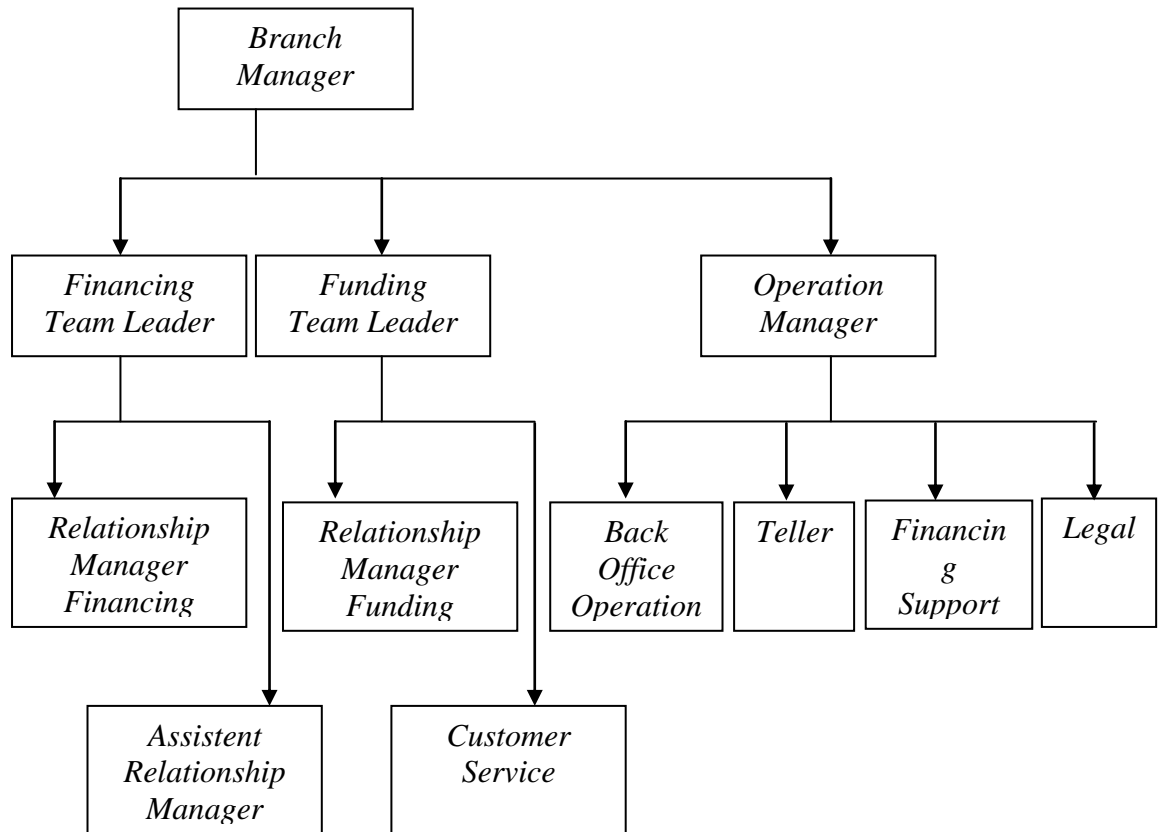 Branch
Manager
Financing
Team Leader
Funding
Team Leader
Operation
Manager
Relationship
Manager
Financing
Relationship
Manager
Funding
Back
Office
Operation
Teller
Financin
g
Support
Legal
Assistent
Relationship
Manager
Customer
Service